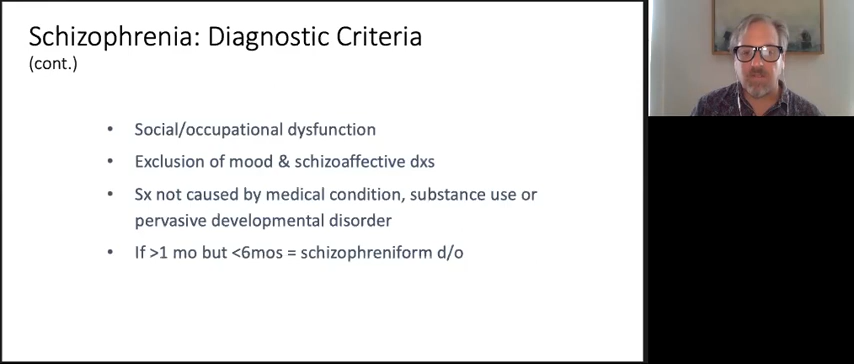 Schizophrenia: Diagnostic Criteria
(cont.)
• Social/occupational dysfunction
• Exclusion of mood & schizoaffective dxs
• Sx not caused by medical condition, substance use or
pervasive developmental disorder
• If >1 mo but <6mos = schizophreniform d/o